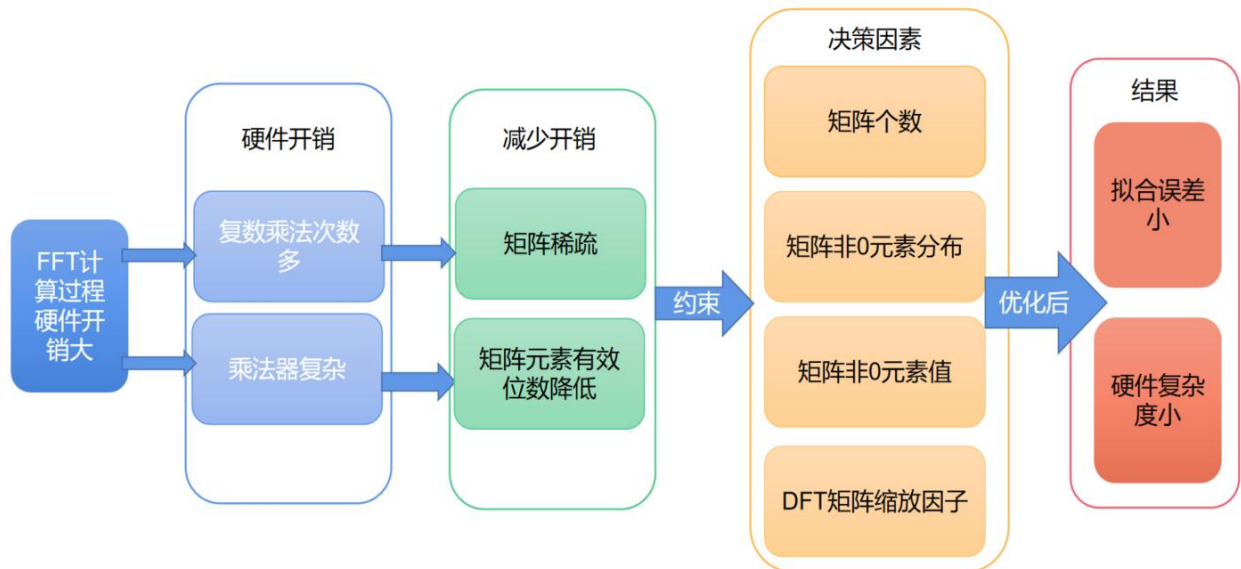 FFT计
算过程
硬件开
销大
硬件开销
复数乘法次数
多
乘法器复杂
减少开销
矩阵稀疏
矩阵元素有效
位数降低
约束
决策因素
矩阵个数
矩阵非0元素分布
矩阵非0元素值
DFT矩阵缩放因子
优化后
结果
拟合误差
小
硬件复杂
度小